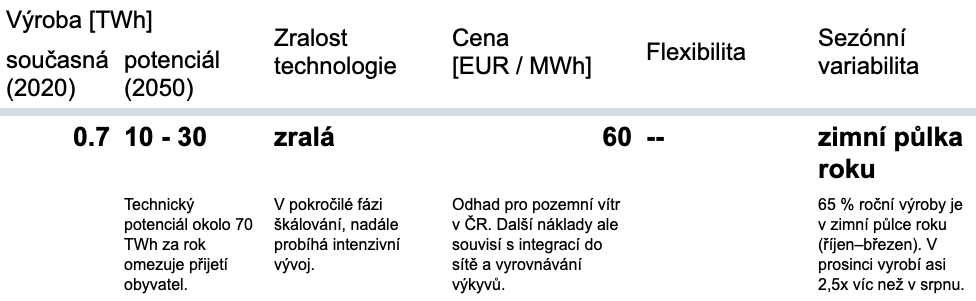 Výroba [TWh]
současná
(2020)
potenciál
(2050)
Zralost
technologie
Cena
[EUR / MWh]
Flexibilita
Sezónní
variabilita
0.7
10 - 30
zralá
60
--
zimní půlka
roku
Technický
potenciál okolo 70
TWh za rok
omezuje přijetí
obyvatel.
V pokročilé fázi
škálování, nadále
probíhá intenzivní
vývoj.
Odhad pro pozemní vítr
v ČR. Další náklady ale
souvisí s integrací do
sítě a vyrovnávání
výkyvů.
65 % roční výroby je
v zimní půlce roku
(říjen–březen). V
prosinci vyrobí asi
2,5x víc než v srpnu.